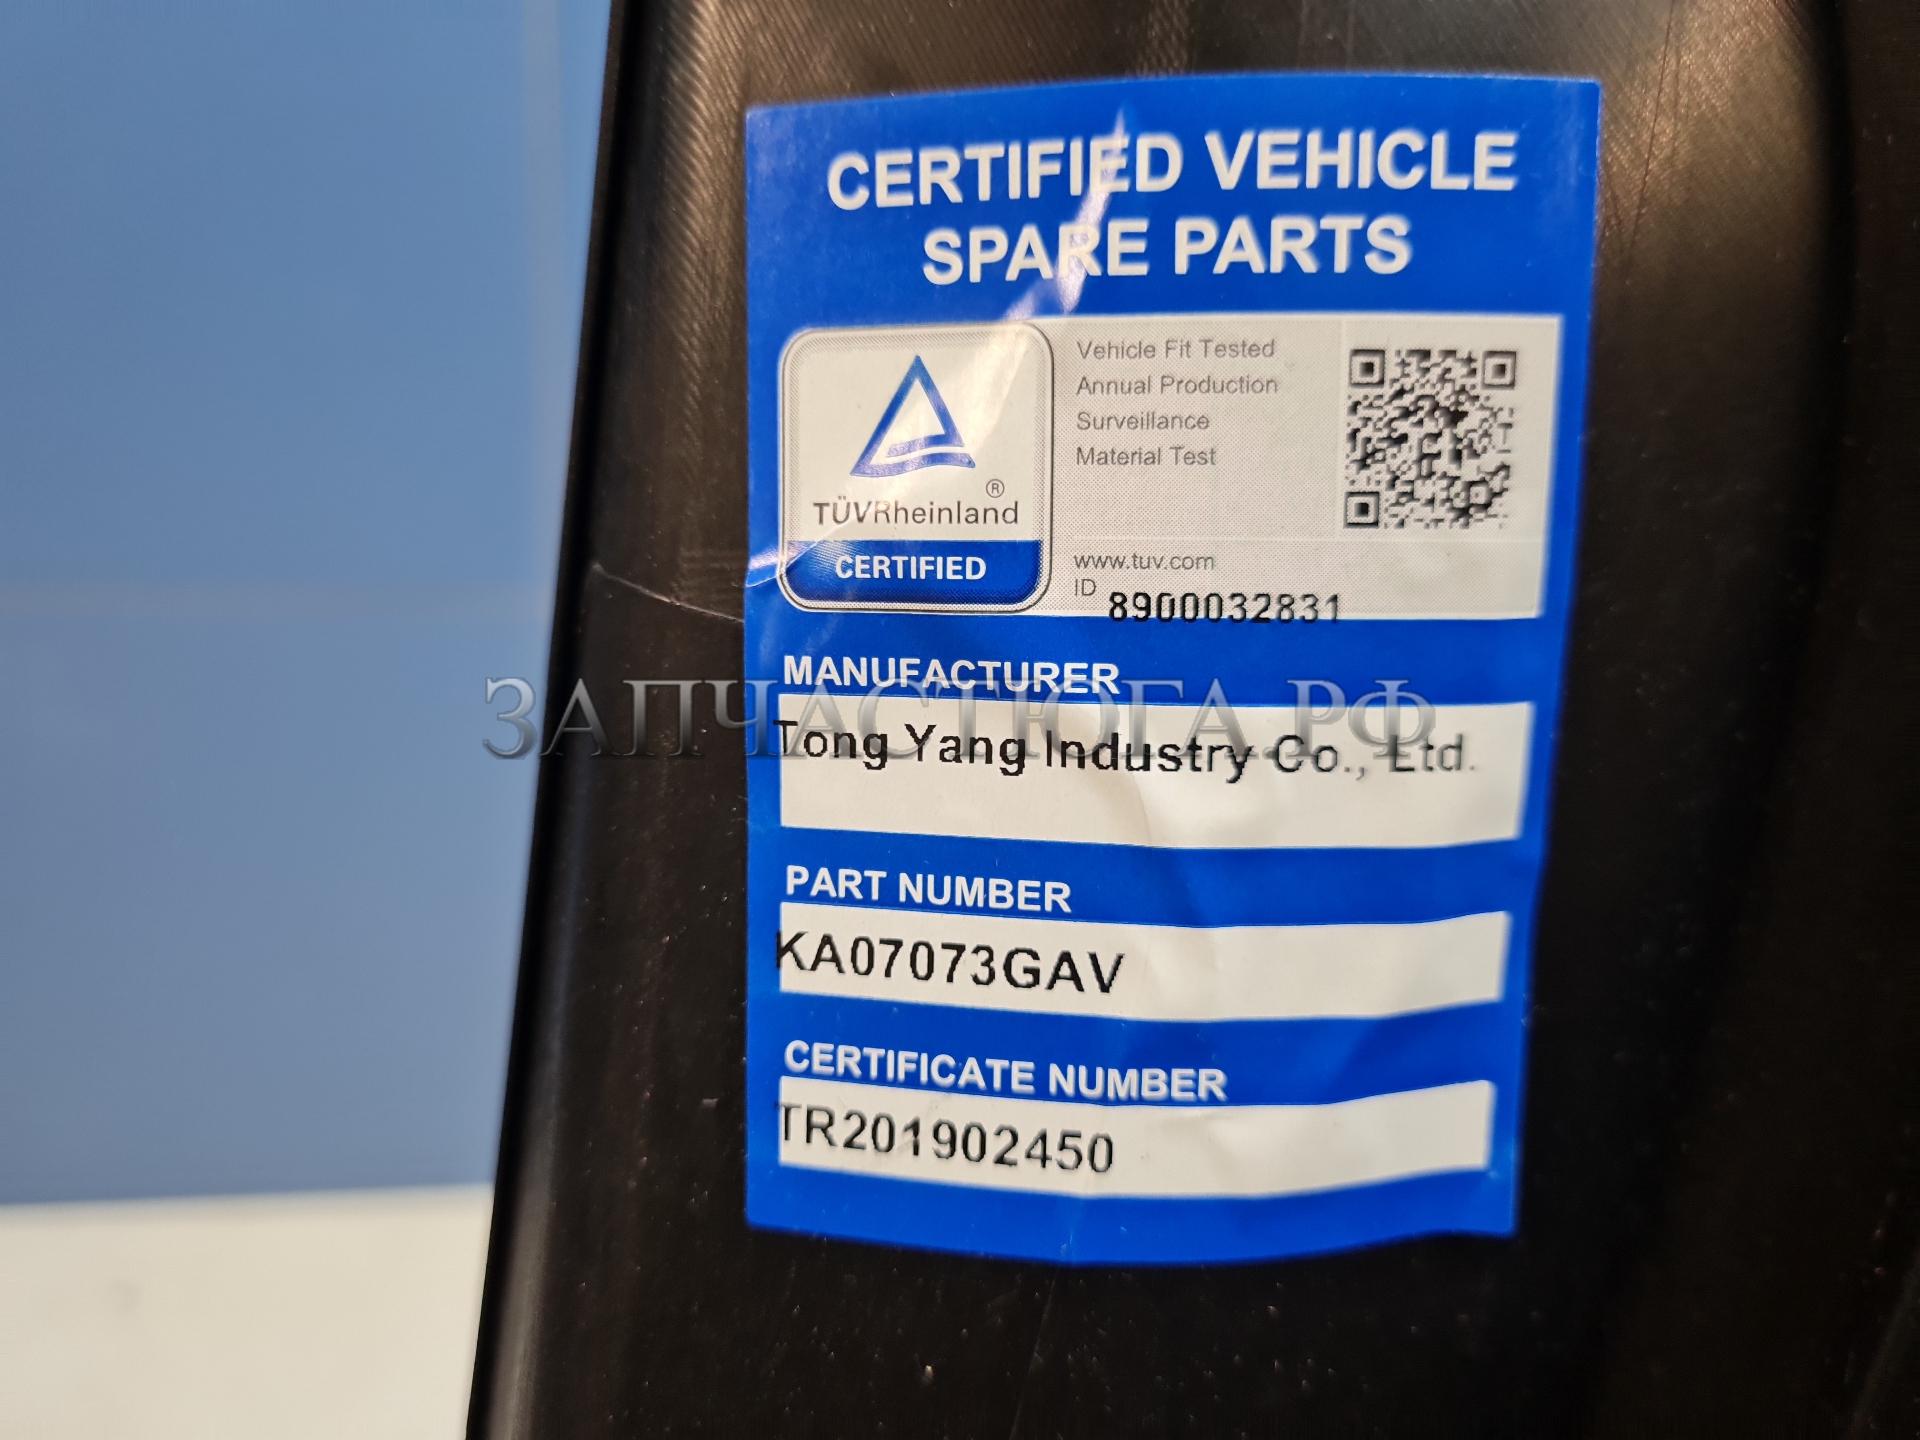 CERTIFIED VEHICLE
SPARE PARTS
Vehicle Fit Tested
Annual Production
Surveillance
Material Test
®
TÜVRheinland
CERTIFIED
www.tuv.com
ID 8900032831
MANUFACTURER
ЗАПЧАСТЮГА.РФ
Tong Yang Industry Co., Ltd.
PART NUMBER
KA07073GAV
CERTIFICATE NUMBER
TR201902450